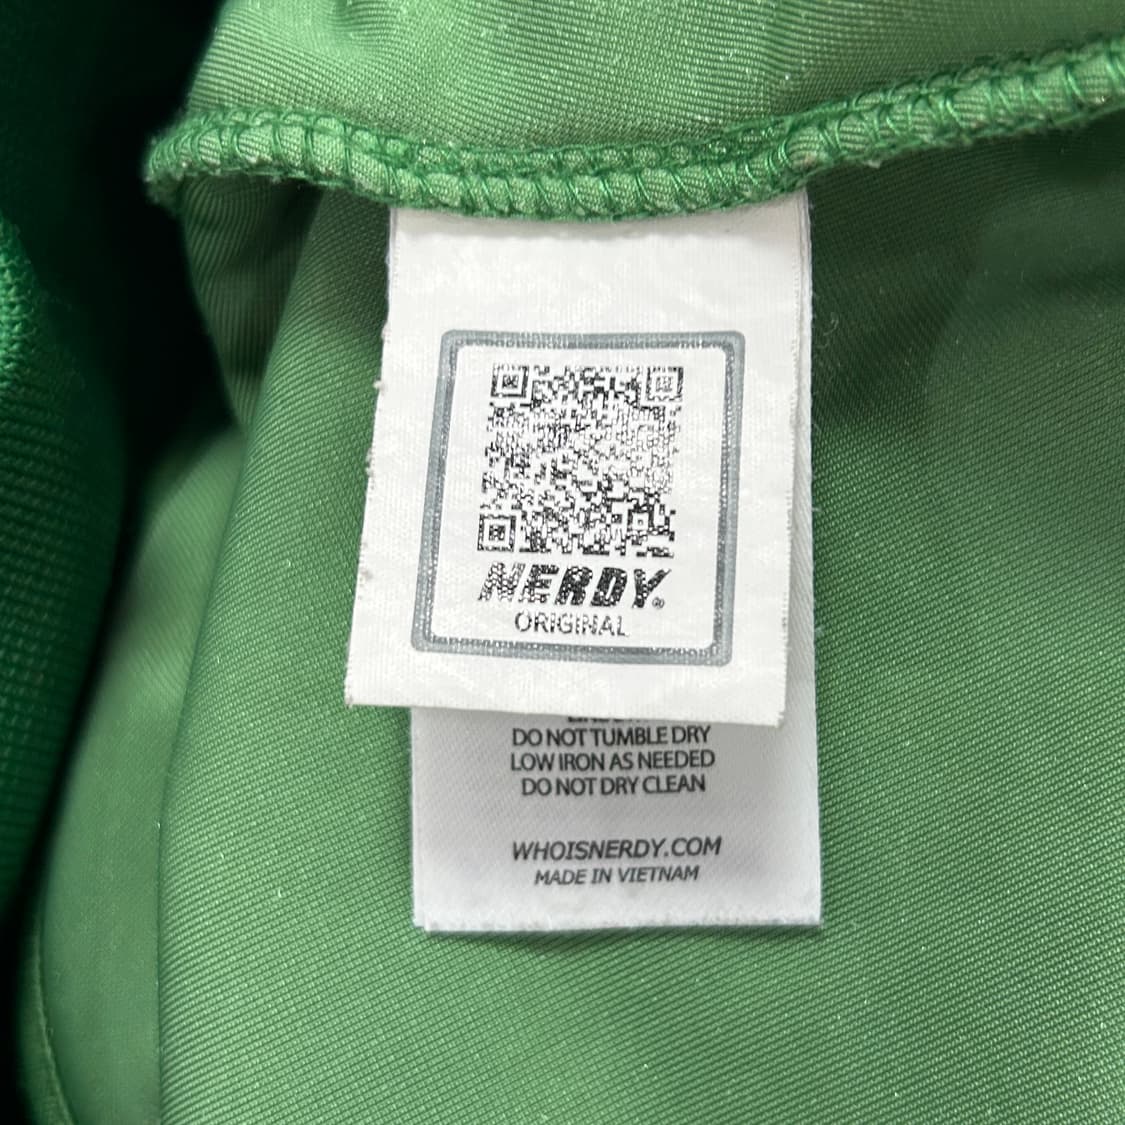 NERDY®
ORIGINAL
DO NOT TUMBLE DRY
LOW IRON AS NEEDED
DO NOT DRY CLEAN
WHOISNERDY.COM
MADE IN VIETNAM